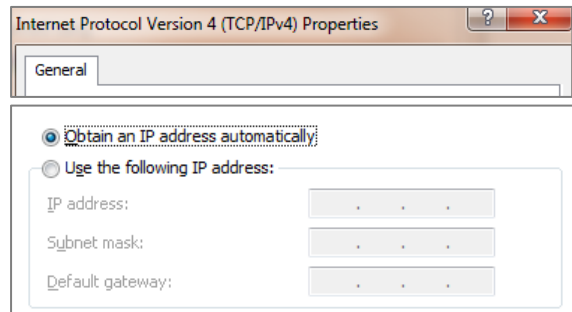 Internet Protocol Version 4 (TCP/IPv4) Properties
General
Obtain an IP address automatically
Use the following IP address:
IP address:
Subnet mask:
Default gateway: